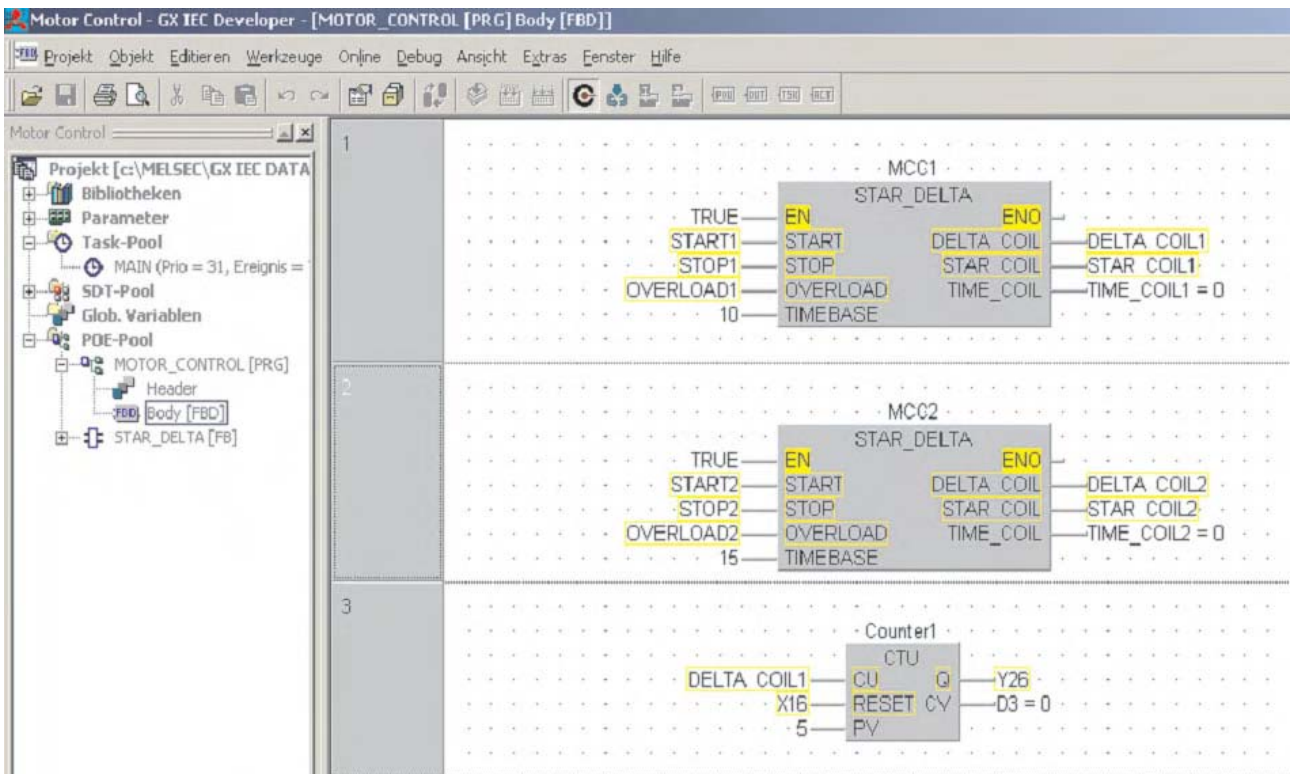 Motor Control - GX IEC Developer - [MOTOR_CONTROL [PRG] Body [FBD]]
Projekt Objekt Editieren Werkzeuge Online Debug Ansicht Extras Fenster Hilfe
Motor Control
Projekt [c:\MELSEC\GX IEC DATA
Bibliotheken
Parameter
Task-Pool
MAIN (Prio = 31, Ereignis =
SDT-Pool
Glob. Variablen
POE-Pool
MOTOR_CONTROL [PRG]
Header
FBD Body [FBD]
STAR_DELTA [FB]
1
MCC1
STAR_DELTA
TRUE EN ENO
START1 START DELTA_COIL DELTA_COIL1
STOP1 STOP STAR_COIL STAR_COIL1
OVERLOAD1 OVERLOAD TIME_COIL TIME_COIL1 = 0
10 TIMEBASE
2
MCC2
STAR_DELTA
TRUE EN ENO
START2 START DELTA_COIL DELTA_COIL2
STOP2 STOP STAR_COIL STAR_COIL2
OVERLOAD2 OVERLOAD TIME_COIL TIME_COIL2 = 0
15 TIMEBASE
3
Counter1
CTU
DELTA_COIL1 CU Q Y26
X16 RESET CV D3 = 0
5 PV